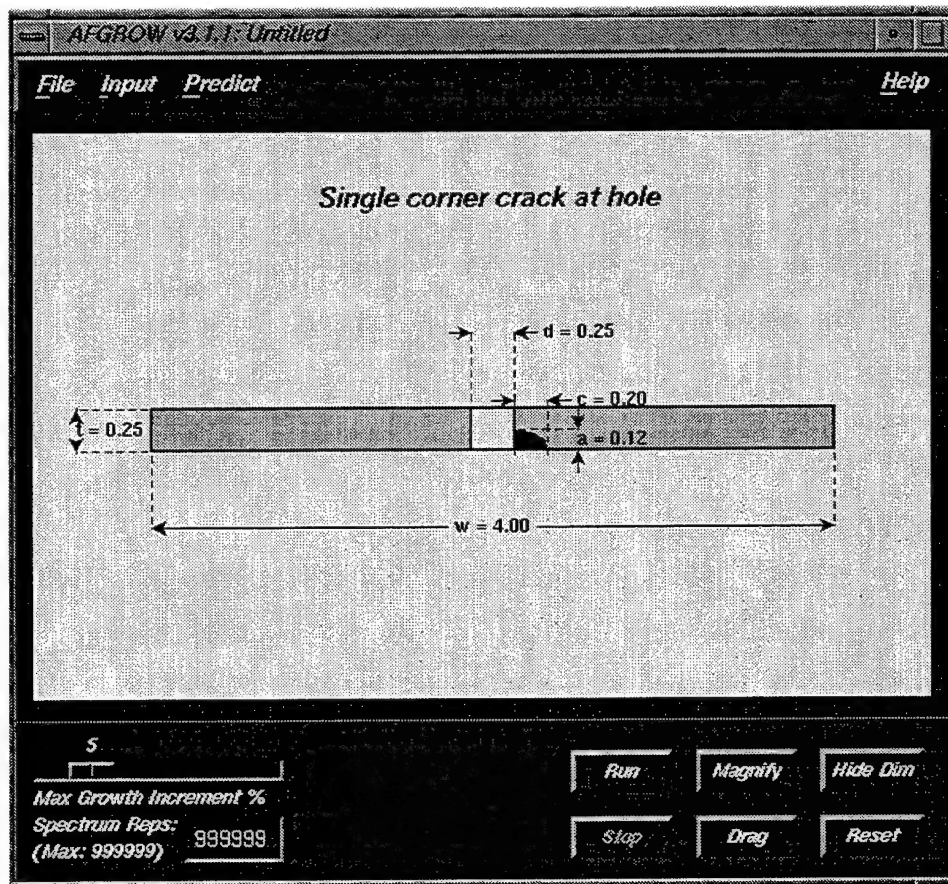 AFGROW v3.1.1: Untitled
File Input Predict Help
Single corner crack at hole
d = 0.25
c = 0.20
t = 0.25
a = 0.12
w = 4.00
5
Max Growth Increment %
Spectrum Reps:
(Max: 999999)
999999
Run Magnify Hide Dim
Stop Drag Reset